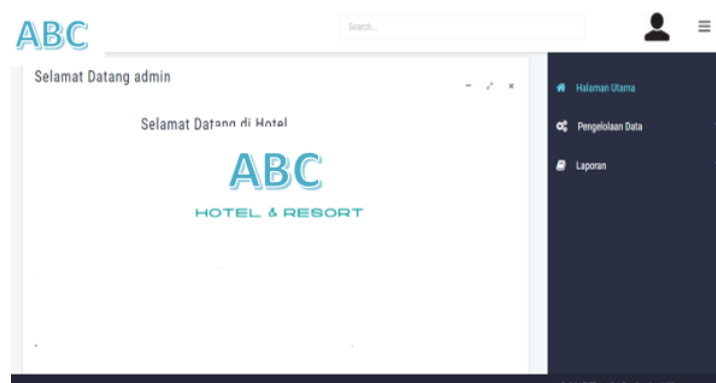 ABC
Search...
Selamat Datang admin
Selamat Datang di Hotel
ABC
HOTEL & RESORT
Halaman Utama
Pengelolaan Data
Laporan